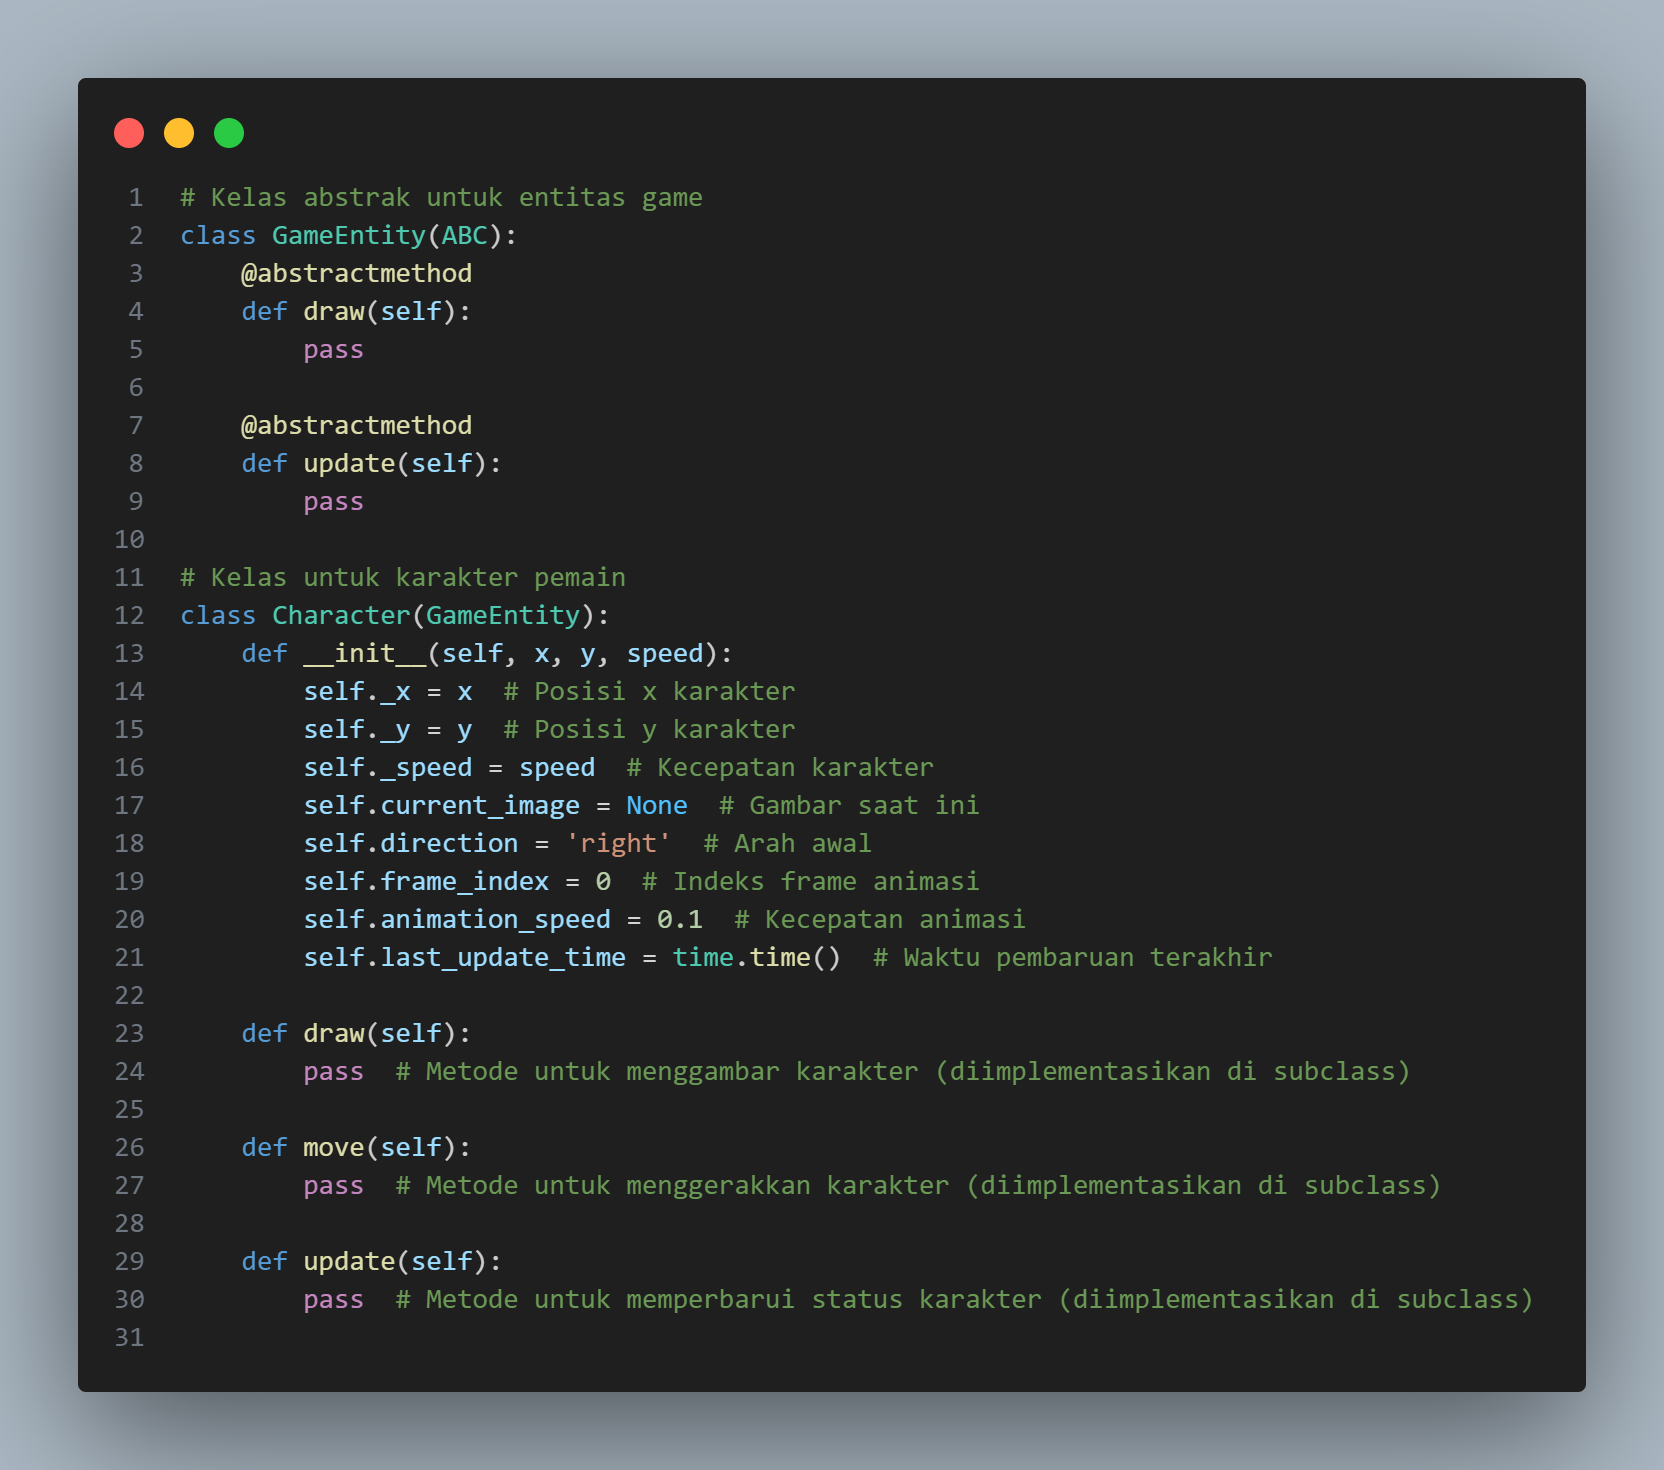 1 # Kelas abstrak untuk entitas game
2 class GameEntity(ABC):
3     @abstractmethod
4     def draw(self):
5         pass
6
7     @abstractmethod
8     def update(self):
9         pass
10
11 # Kelas untuk karakter pemain
12 class Character(GameEntity):
13     def __init__(self, x, y, speed):
14         self._x = x  # Posisi x karakter
15         self._y = y  # Posisi y karakter
16         self._speed = speed  # Kecepatan karakter
17         self.current_image = None  # Gambar saat ini
18         self.direction = 'right'  # Arah awal
19         self.frame_index = 0  # Indeks frame animasi
20         self.animation_speed = 0.1  # Kecepatan animasi
21         self.last_update_time = time.time()  # Waktu pembaruan terakhir
22
23     def draw(self):
24         pass  # Metode untuk menggambar karakter (diimplementasikan di subclass)
25
26     def move(self):
27         pass  # Metode untuk menggerakkan karakter (diimplementasikan di subclass)
28
29     def update(self):
30         pass  # Metode untuk memperbarui status karakter (diimplementasikan di subclass)
31